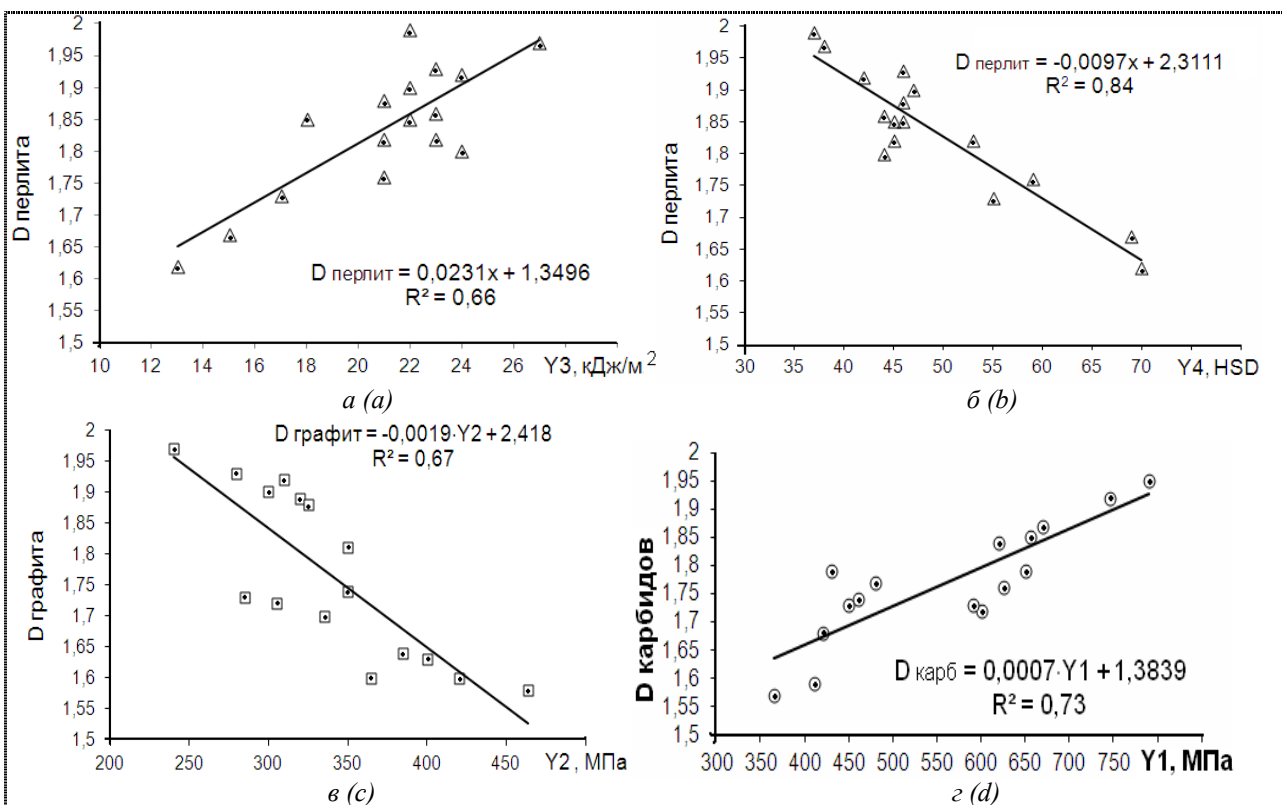 2
1,95
1,9
1,85
1,8
1,75
1,7
1,65
1,6
1,55
1,5
D перлита
D перлит = 0,0231x + 1,3496
R² = 0,66
10 12 14 16 18 20 22 24 26 Y3, кДж/м²
а (a)
2
1,95
1,9
1,85
1,8
1,75
1,7
1,65
1,6
1,55
1,5
D перлита
D перлит = -0,0097x + 2,3111
R² = 0,84
30 35 40 45 50 55 60 65 70 Y4, HSD
б (b)
2
1,95
1,9
1,85
1,8
1,75
1,7
1,65
1,6
1,55
1,5
D графита
D графит = -0,0019·Y2 + 2,418
R² = 0,67
200 250 300 350 400 450 Y2, МПа
в (c)
2
1,95
1,9
1,85
1,8
1,75
1,7
1,65
1,6
1,55
1,5
D карбидов
D карб = 0,0007·Y1 + 1,3839
R² = 0,73
300 350 400 450 500 550 600 650 700 750 Y1, МПа
г (d)